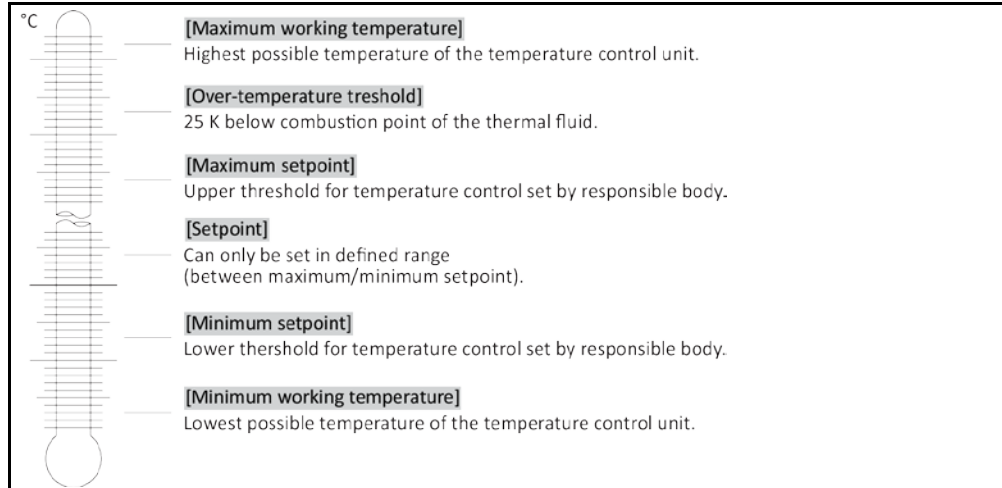 °C
[Maximum working temperature]
Highest possible temperature of the temperature control unit.
[Over-temperature treshold]
25 K below combustion point of the thermal fluid.
[Maximum setpoint]
Upper threshold for temperature control set by responsible body.
[Setpoint]
Can only be set in defined range
(between maximum/minimum setpoint).
[Minimum setpoint]
Lower thershold for temperature control set by responsible body.
[Minimum working temperature]
Lowest possible temperature of the temperature control unit.